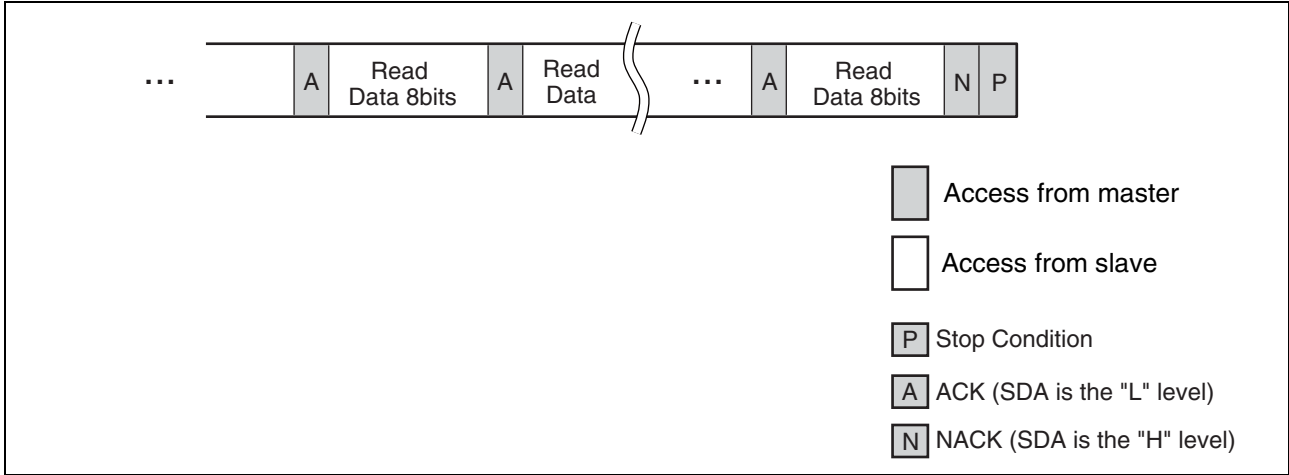 ... A Read Data 8bits A Read Data ... A Read Data 8bits N P
Access from master
Access from slave
P Stop Condition
A ACK (SDA is the "L" level)
N NACK (SDA is the "H" level)